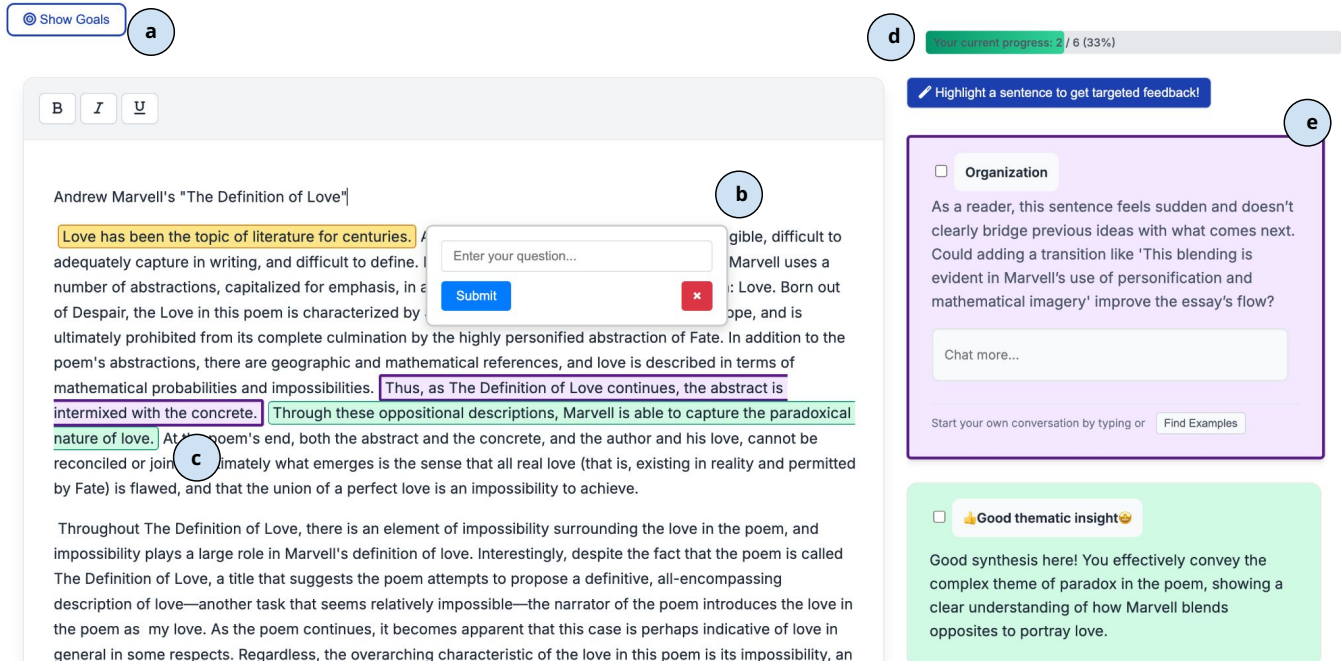 Show Goals
a
d
Your current progress: 2 / 6 (33%)
B I U
Highlight a sentence to get targeted feedback!
e
Andrew Marvell's "The Definition of Love"
b
Love has been the topic of literature for centuries. gible, difficult to
adequately capture in writing, and difficult to define. Marvell uses a
number of abstractions, capitalized for emphasis, in a : Love. Born out
of Despair, the Love in this poem is characterized by ope, and is
ultimately prohibited from its complete culmination by the highly personified abstraction of Fate. In addition to the
poem's abstractions, there are geographic and mathematical references, and love is described in terms of
mathematical probabilities and impossibilities. Thus, as The Definition of Love continues, the abstract is
intermixed with the concrete. Through these oppositional descriptions, Marvell is able to capture the paradoxical
nature of love. At poem's end, both the abstract and the concrete, and the author and his love, cannot be
reconciled or join timately what emerges is the sense that all real love (that is, existing in reality and permitted
by Fate) is flawed, and that the union of a perfect love is an impossibility to achieve.
c
Enter your question...
Submit
Throughout The Definition of Love, there is an element of impossibility surrounding the love in the poem, and
impossibility plays a large role in Marvell's definition of love. Interestingly, despite the fact that the poem is called
The Definition of Love, a title that suggests the poem attempts to propose a definitive, all-encompassing
description of love—another task that seems relatively impossible—the narrator of the poem introduces the love in
the poem as my love. As the poem continues, it becomes apparent that this case is perhaps indicative of love in
general in some respects. Regardless, the overarching characteristic of the love in this poem is its impossibility, an
Organization
As a reader, this sentence feels sudden and doesn't
clearly bridge previous ideas with what comes next.
Could adding a transition like 'This blending is
evident in Marvell's use of personification and
mathematical imagery' improve the essay's flow?
Chat more...
Start your own conversation by typing or Find Examples
👍Good thematic insight🤩
Good synthesis here! You effectively convey the
complex theme of paradox in the poem, showing a
clear understanding of how Marvell blends
opposites to portray love.